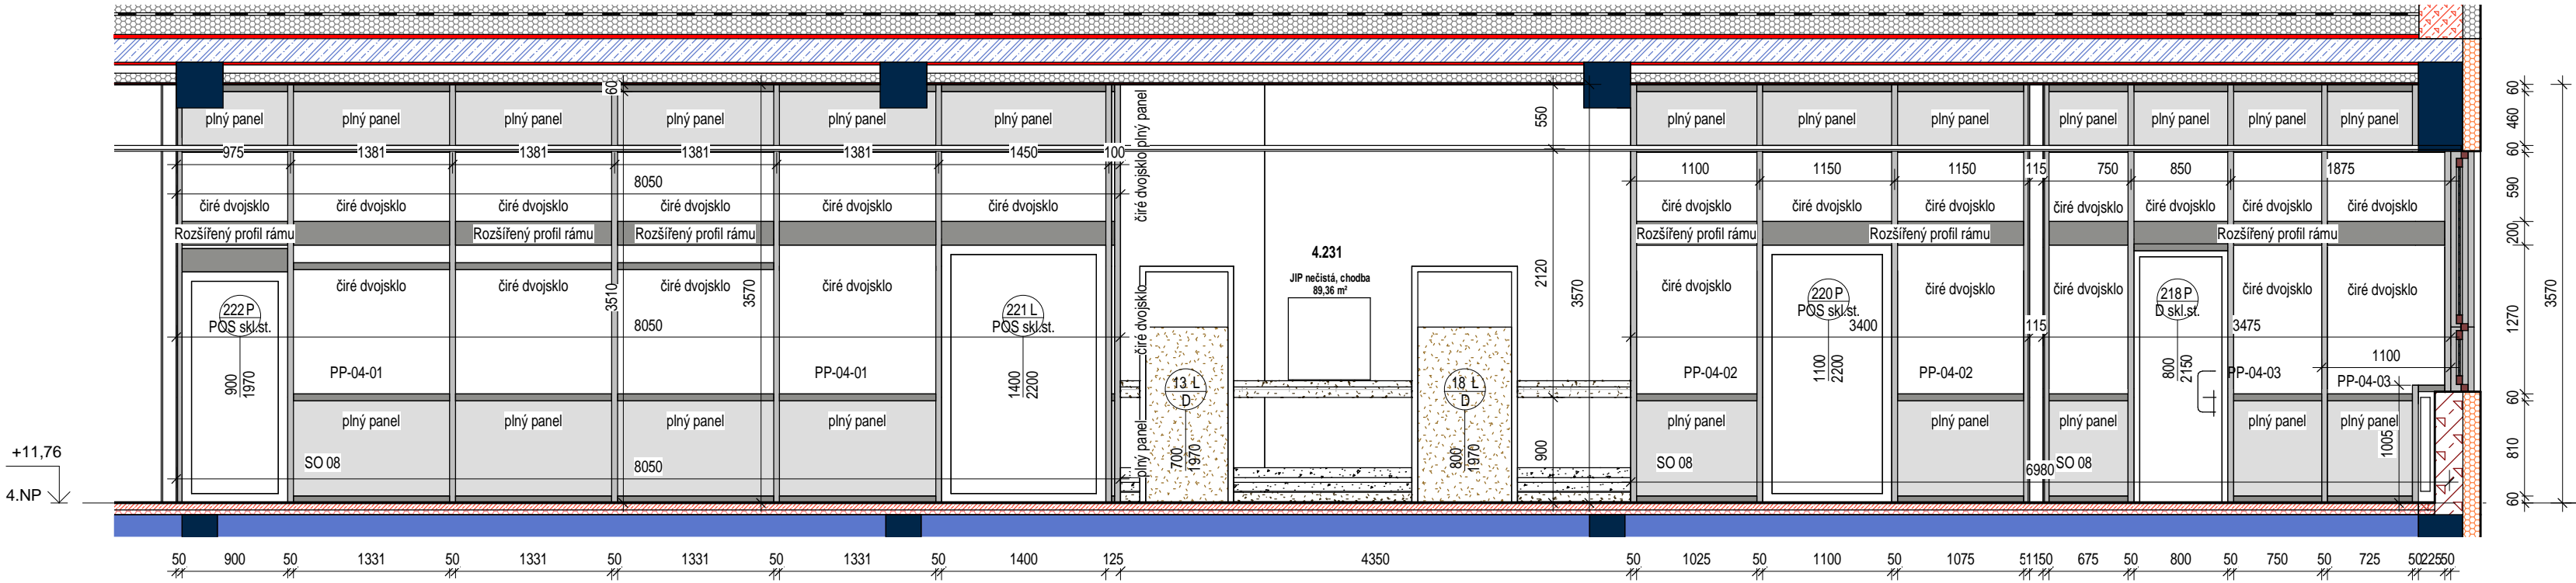 plný panel plný panel plný panel plný panel plný panel plný panel
čiré dvojsklo plný panel
plný panel plný panel plný panel plný panel plný panel plný panel plný panel
60
550
60
460
60
975 1381 1381 1381 1381 1450 100
1100 1150 1150 115 750 850 1875
8050
590
čiré dvojsklo čiré dvojsklo čiré dvojsklo čiré dvojsklo čiré dvojsklo čiré dvojsklo
čiré dvojsklo čiré dvojsklo čiré dvojsklo čiré dvojsklo čiré dvojsklo čiré dvojsklo čiré dvojsklo
Rozšířený profil rámu Rozšířený profil rámu Rozšířený profil rámu
Rozšířený profil rámu Rozšířený profil rámu Rozšířený profil rámu
200
4.231
JIP nečistá, chodba
89,36 m²
čiré dvojsklo čiré dvojsklo čiré dvojsklo čiré dvojsklo
čiré dvojsklo
čiré dvojsklo čiré dvojsklo čiré dvojsklo čiré dvojsklo čiré dvojsklo
3510
3570
2120
3570
3570
222 P
POS skl.st.
221 L
POS skl.st.
220 P
POS skl.st.
218 P
D skl.st.
8050
3400 115 3475
1270
1100
PP-04-01 PP-04-01 PP-04-02 PP-04-02 PP-04-03 PP-04-03
900
1970
1400
2200
1100
2200
800
2150
13 L
D
18 L
D
60
plný panel plný panel plný panel plný panel
plný panel
plný panel plný panel plný panel plný panel plný panel
700
1970
800
1970
900
1005
810
+11,76
4.NP
SO 08 8050 SO 08 6980 SO 08
60
50 900 50 1331 50 1331 50 1331 50 1331 50 1400 125 4350 50 1025 50 1100 50 1075 5 115 0 675 50 800 50 750 50 725 50 225 50